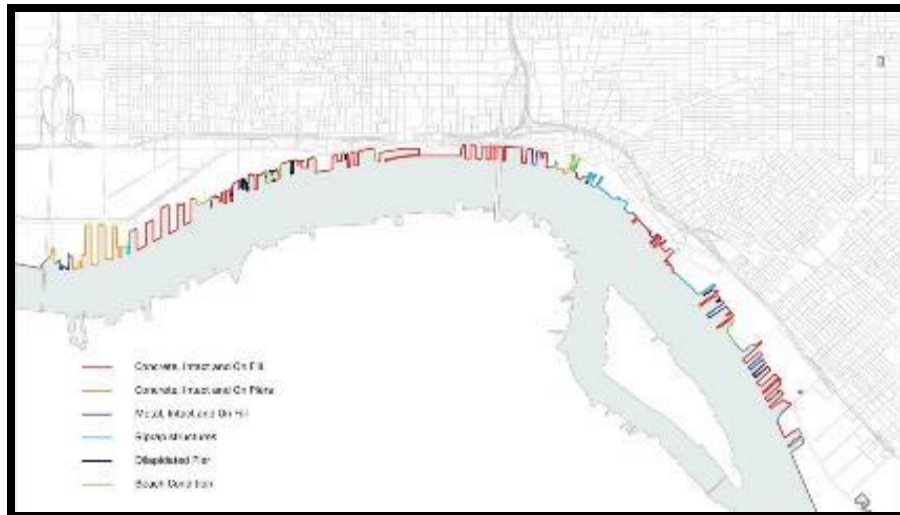 Concrete, Intact and On Fill
Concrete, Intact and On Piers
Metal, Intact and On Fill
Riprap structures
Dilapidated Pier
Beach Condition